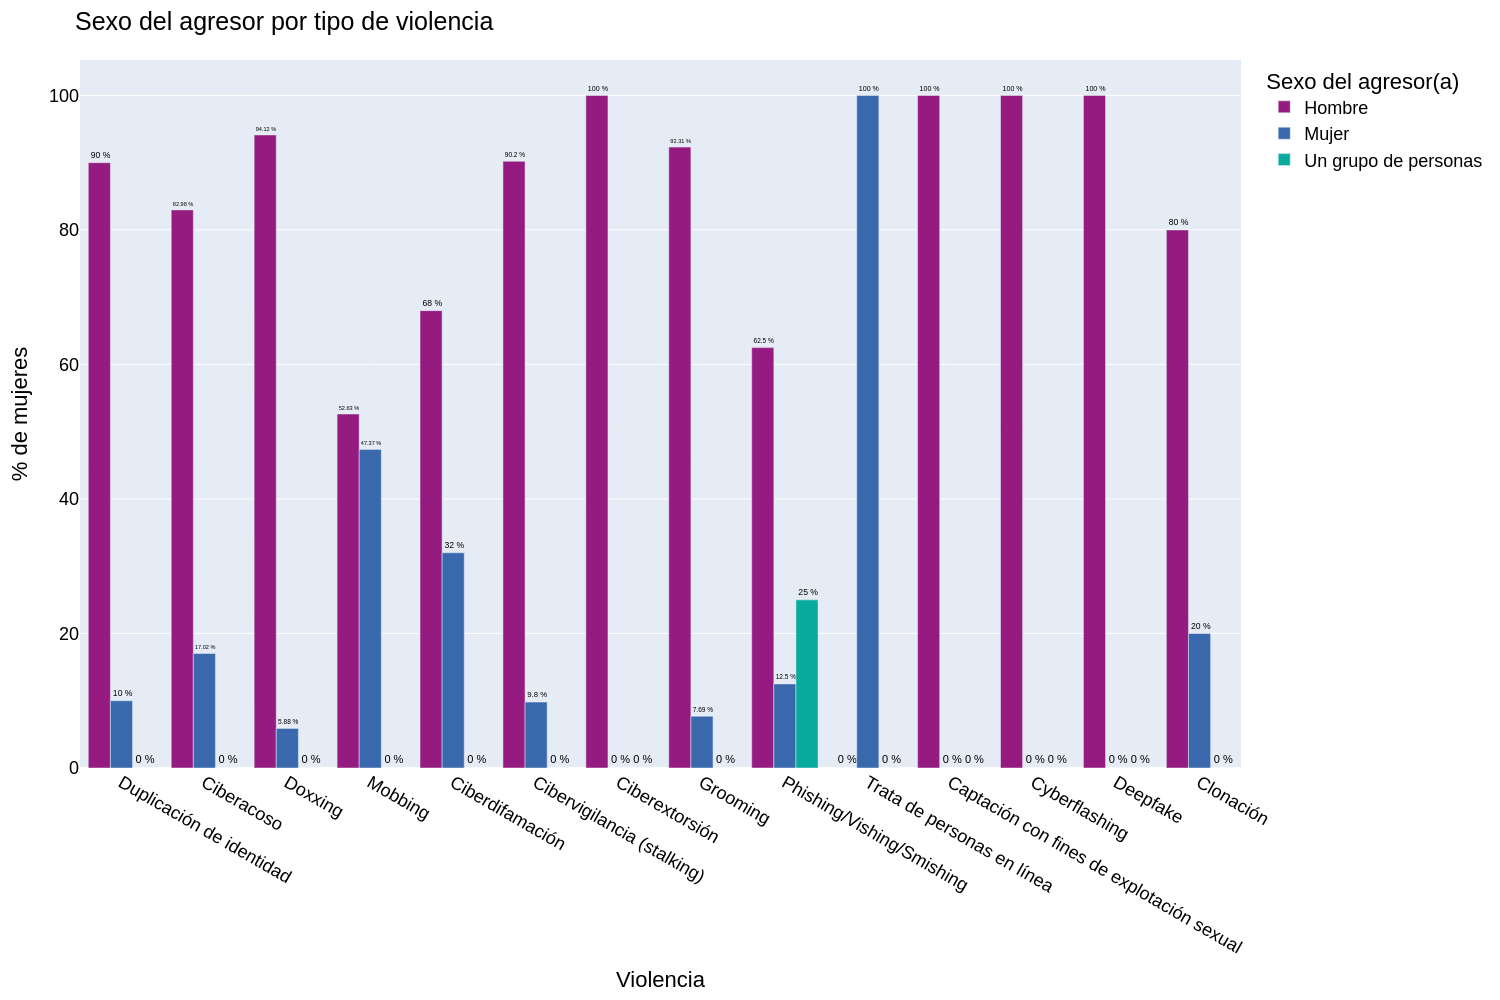 Sexo del agresor por tipo de violencia
% de mujeres
100
80
60
40
20
0
90 %
10 %
0 %
82.98 %
17.02 %
0 %
94.12 %
5.88 %
0 %
52.63 %
47.37 %
0 %
68 %
32 %
0 %
90.2 %
9.8 %
0 %
100 %
0 %
0 %
92.31 %
7.69 %
0 %
62.5 %
12.5 %
25 %
0 %
100 %
0 %
100 %
0 %
0 %
100 %
0 %
0 %
100 %
0 %
0 %
80 %
20 %
0 %
Duplicación de identidad
Ciberacoso
Doxxing
Mobbing
Ciberdifamación
Cibervigilancia (stalking)
Ciberextorsión
Grooming
Phishing/Vishing/Smishing
Trata de personas en línea
Captación con fines de explotación sexual
Cyberflashing
Deepfake
Clonación
Violencia
Sexo del agresor(a)
Hombre
Mujer
Un grupo de personas